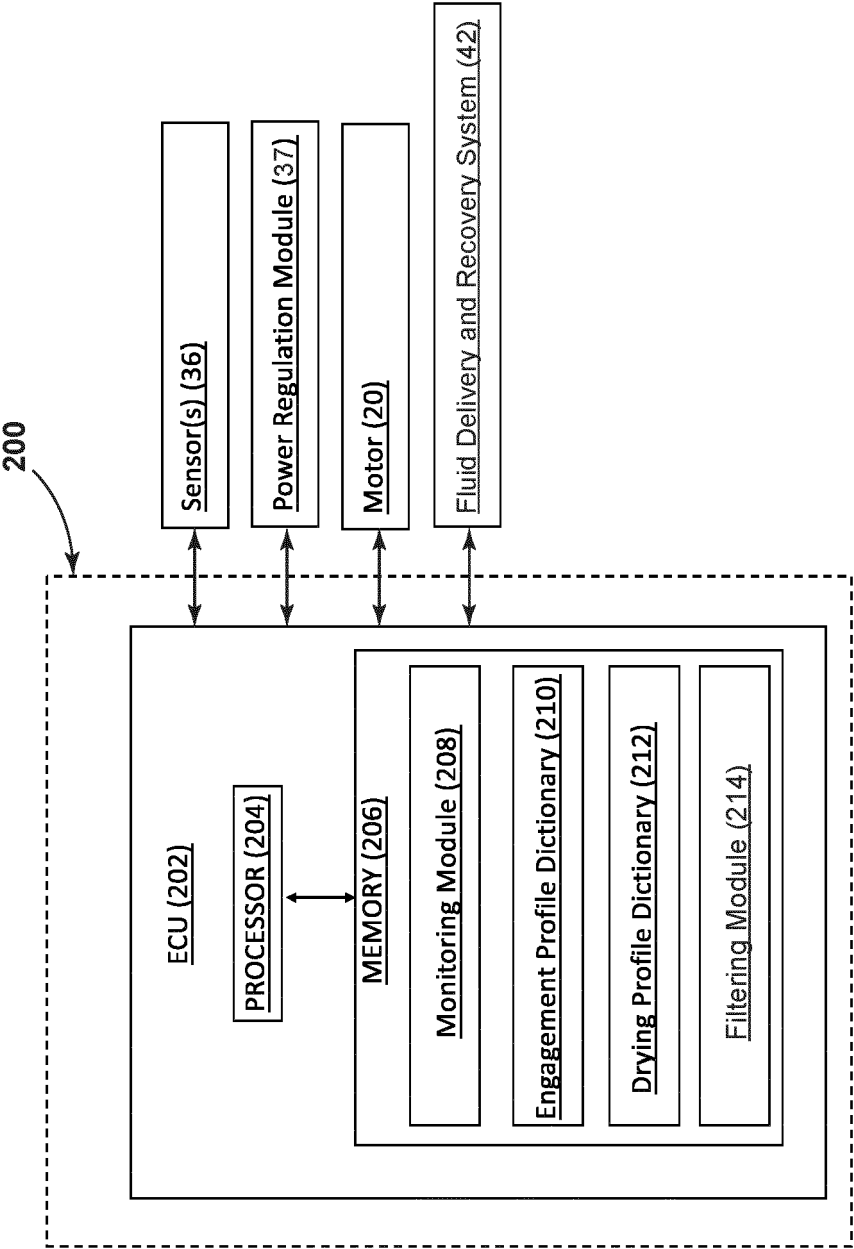 200
ECU (202)
PROCESSOR (204)
MEMORY (206)
Monitoring Module (208)
Engagement Profile Dictionary (210)
Drying Profile Dictionary (212)
Filtering Module (214)
Sensor(s) (36)
Power Regulation Module (37)
Motor (20)
Fluid Delivery and Recovery System (42)